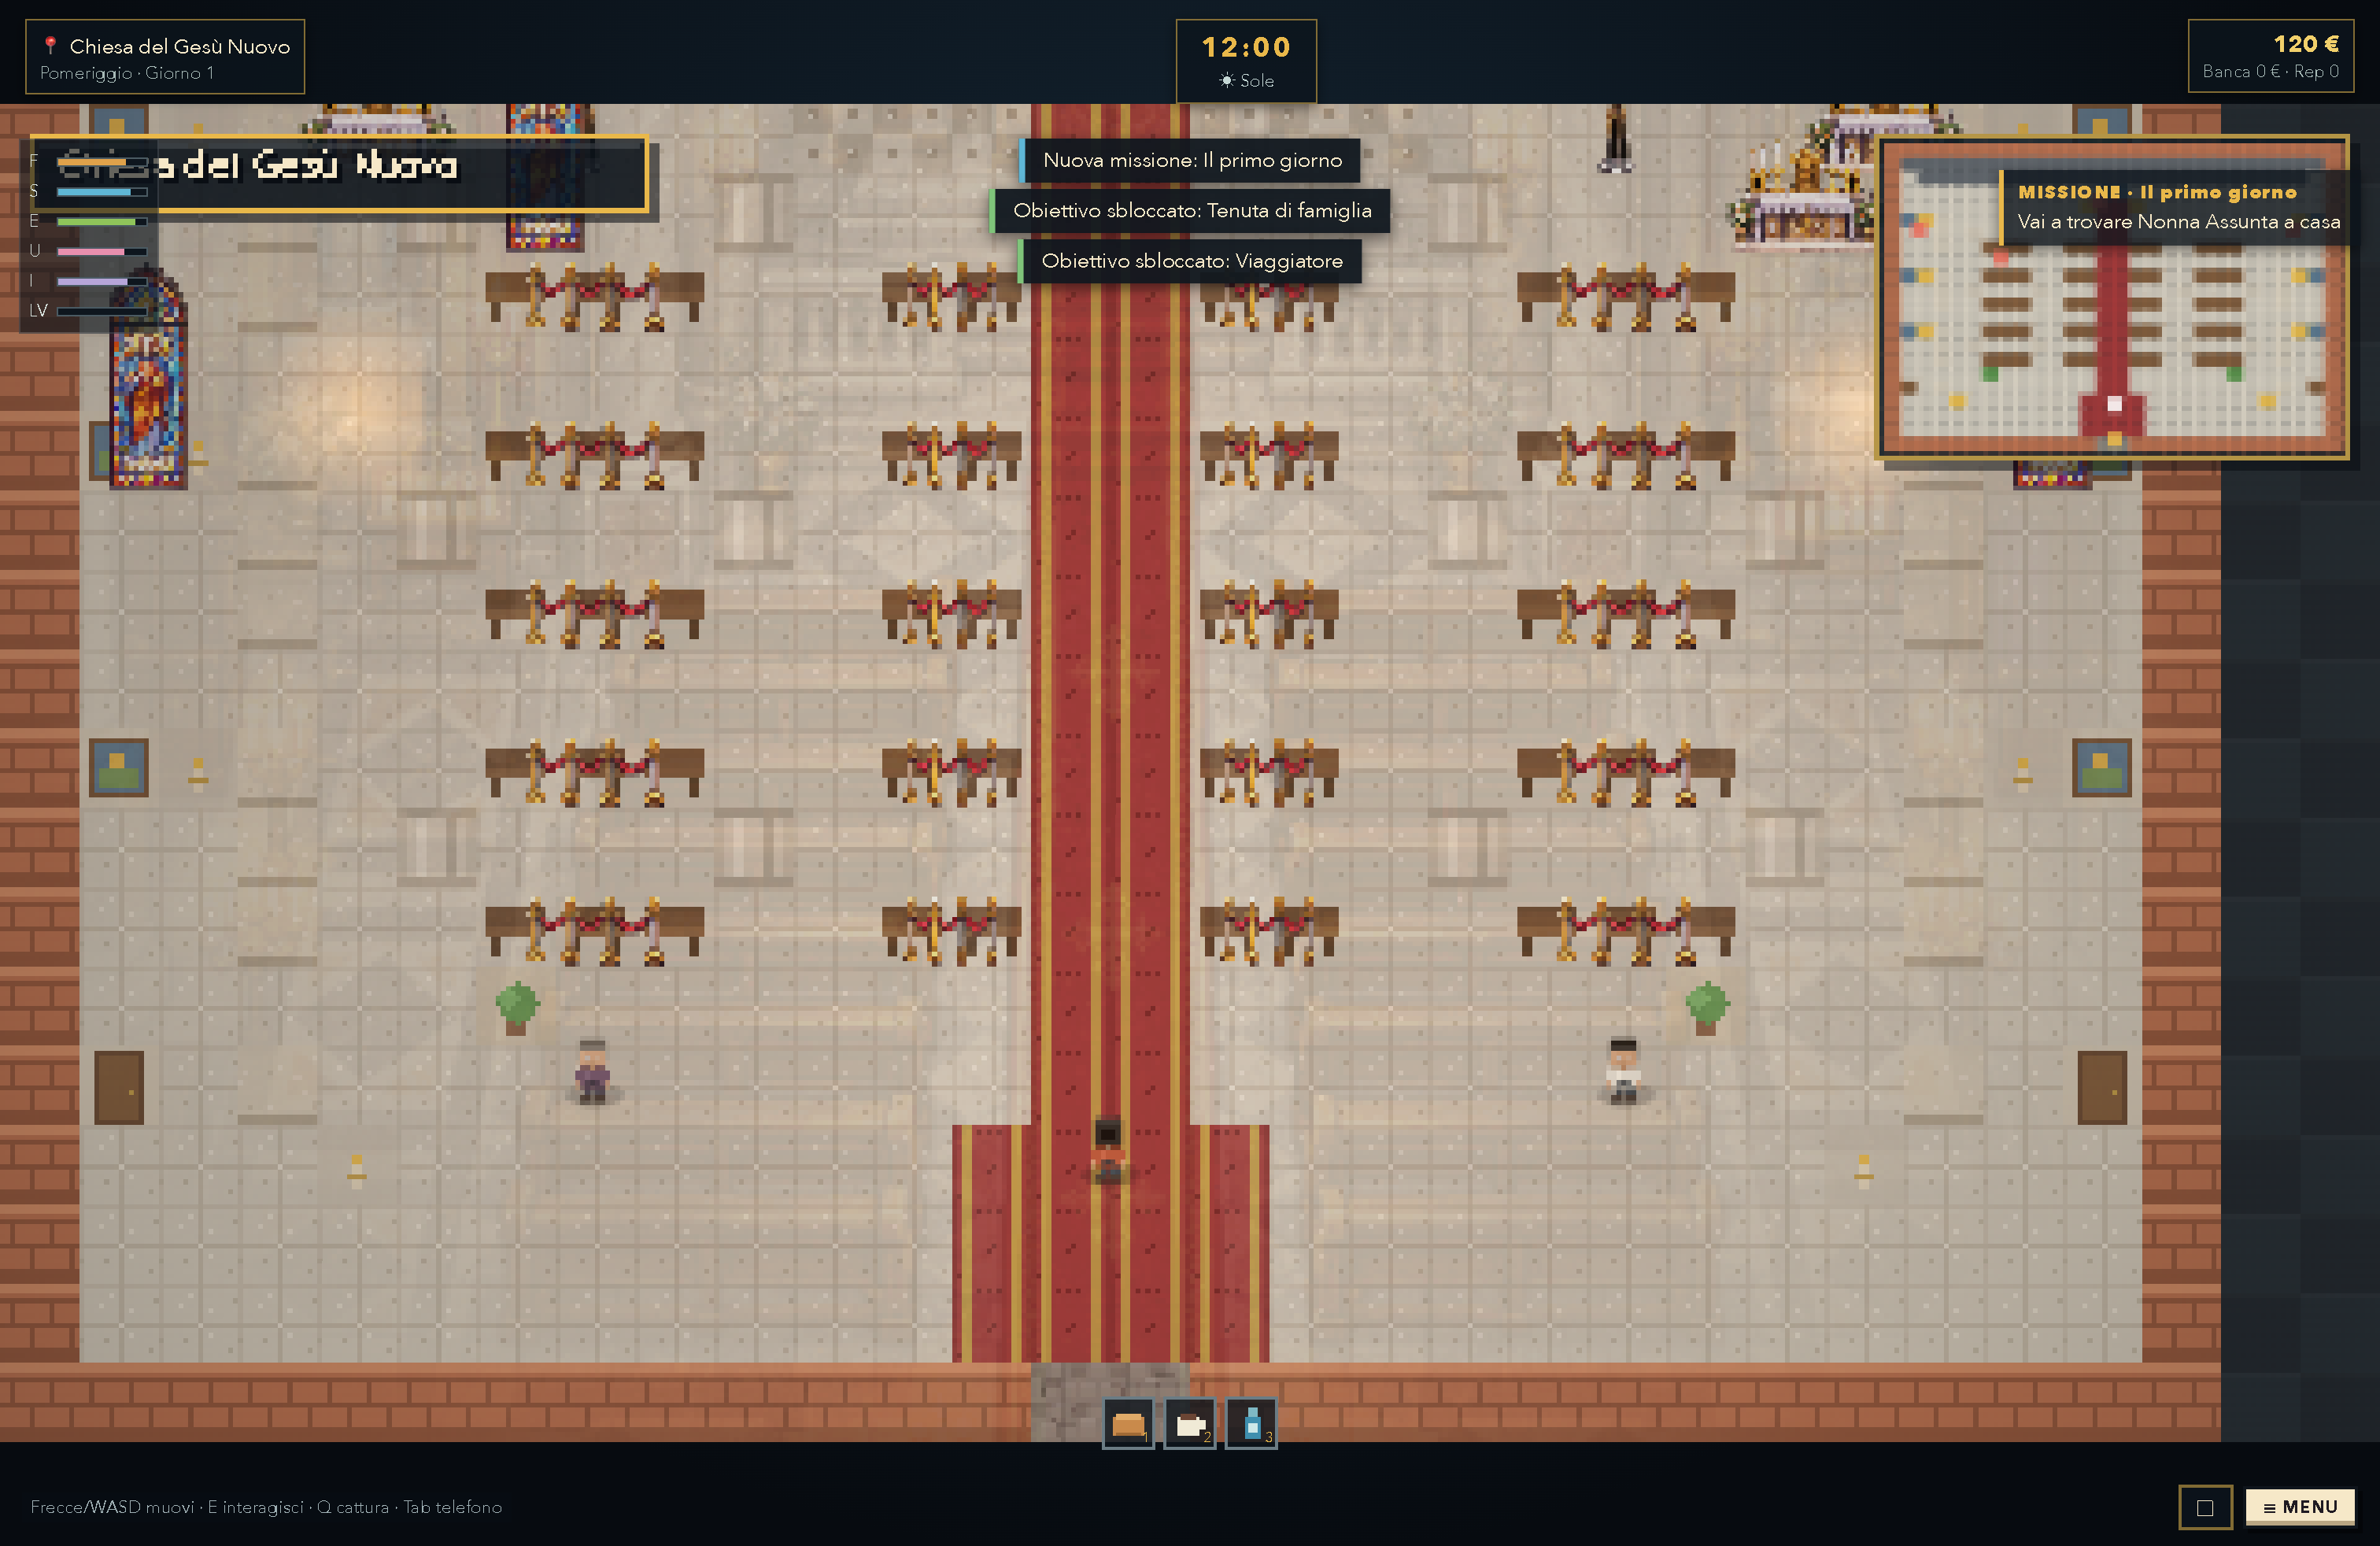 Chiesa del Gesù Nuovo
Pomeriggio · Giorno 1
12:00
☀ Sole
120 €
Banca 0 € · Rep 0
del Gesù Nuovo
F
S
E
U
I
LV
Nuova missione: Il primo giorno
Obiettivo sbloccato: Tenuta di famiglia
Obiettivo sbloccato: Viaggiatore
MISSIONE · Il primo giorno
Vai a trovare Nonna Assunta a casa
1
2
3
Frecce/WASD muovi · E interagisci · Q cattura · Tab telefono
≡ MENU